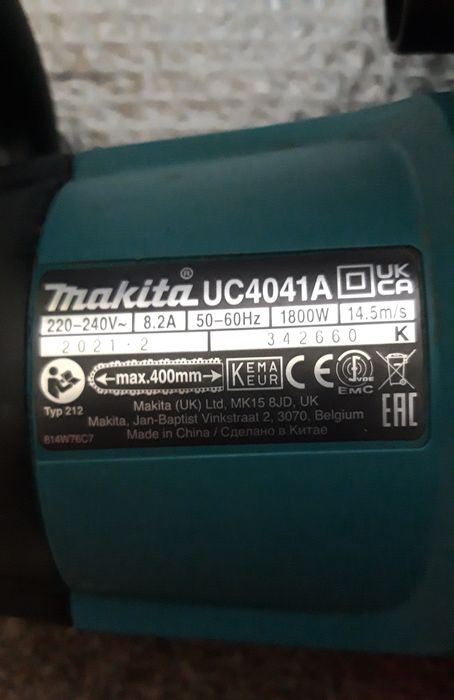 makita® UC4041A UK CA
220-240V~ 8.2A 50-60Hz 1800W 14.5m/s
2021·2 342660 K
max.400mm KEMA KEUR CE VDE EMC
Typ 212
Makita (UK) Ltd, MK15 8JD, UK
Makita, Jan-Baptist Vinkstraat 2, 3070, Belgium
Made in China / Сделано в Китае
EAC
814W76C7